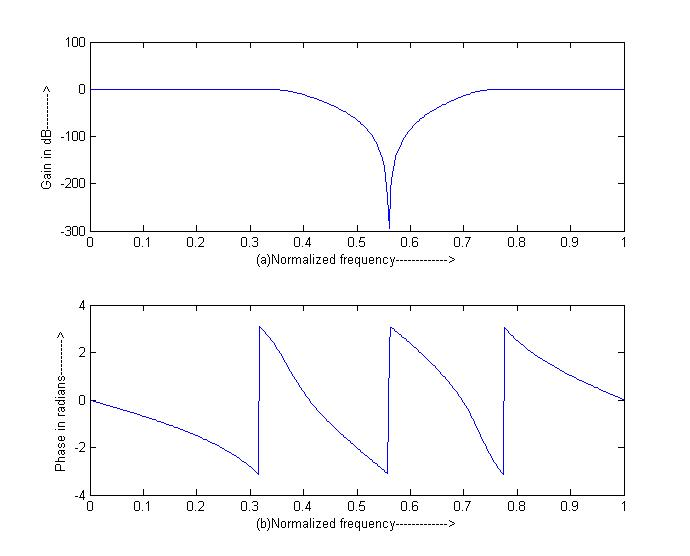 100
0
-100
-200
-300
Gain in dB---------->
0 0.1 0.2 0.3 0.4 0.5 0.6 0.7 0.8 0.9 1
(a)Normalized frequency------------->
4
2
0
-2
-4
Phase in radians---------->
0 0.1 0.2 0.3 0.4 0.5 0.6 0.7 0.8 0.9 1
(b)Normalized frequency------------->